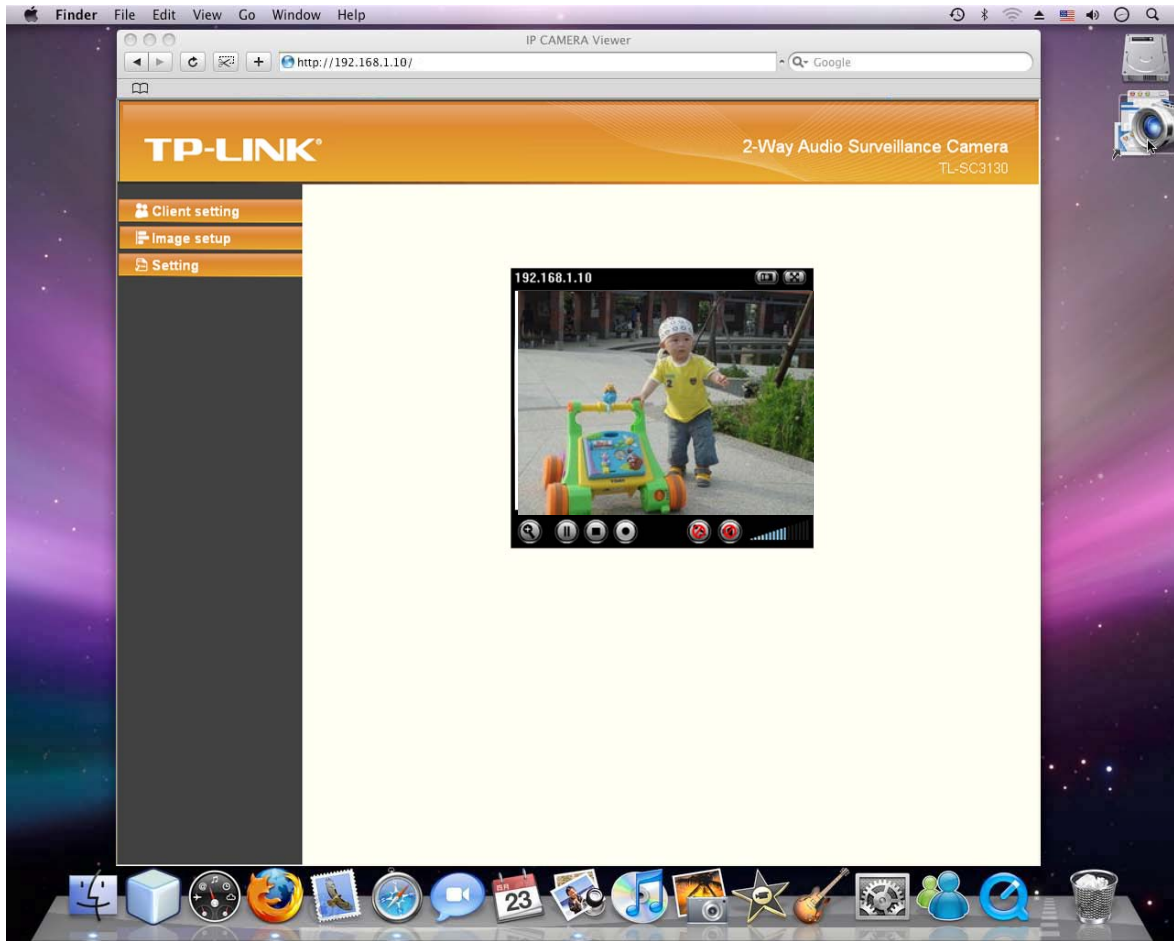 Finder File Edit View Go Window Help
IP CAMERA Viewer
http://192.168.1.10/
Google
TP-LINK®
2-Way Audio Surveillance Camera
TL-SC3130
Client setting
Image setup
Setting
192.168.1.10
23